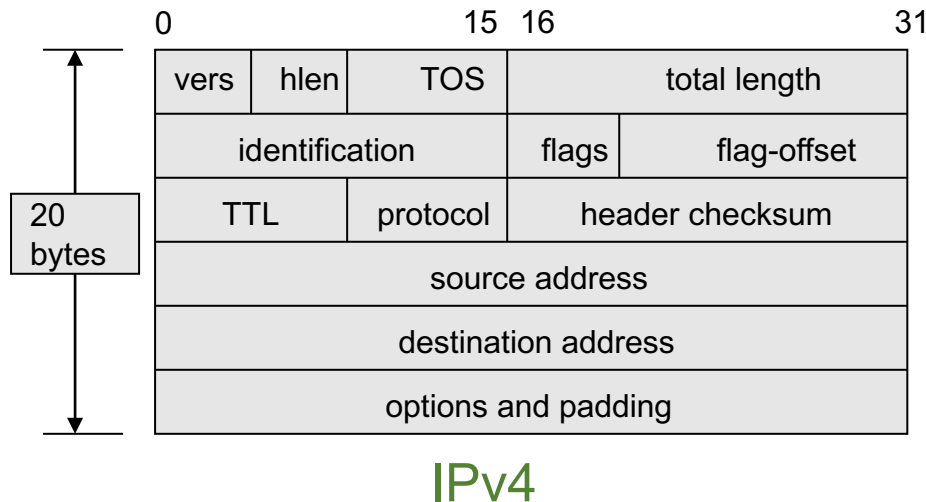 0 15 16 31
vers hlen TOS total length
identification flags flag-offset
TTL protocol header checksum
20
bytes
source address
destination address
options and padding
IPv4